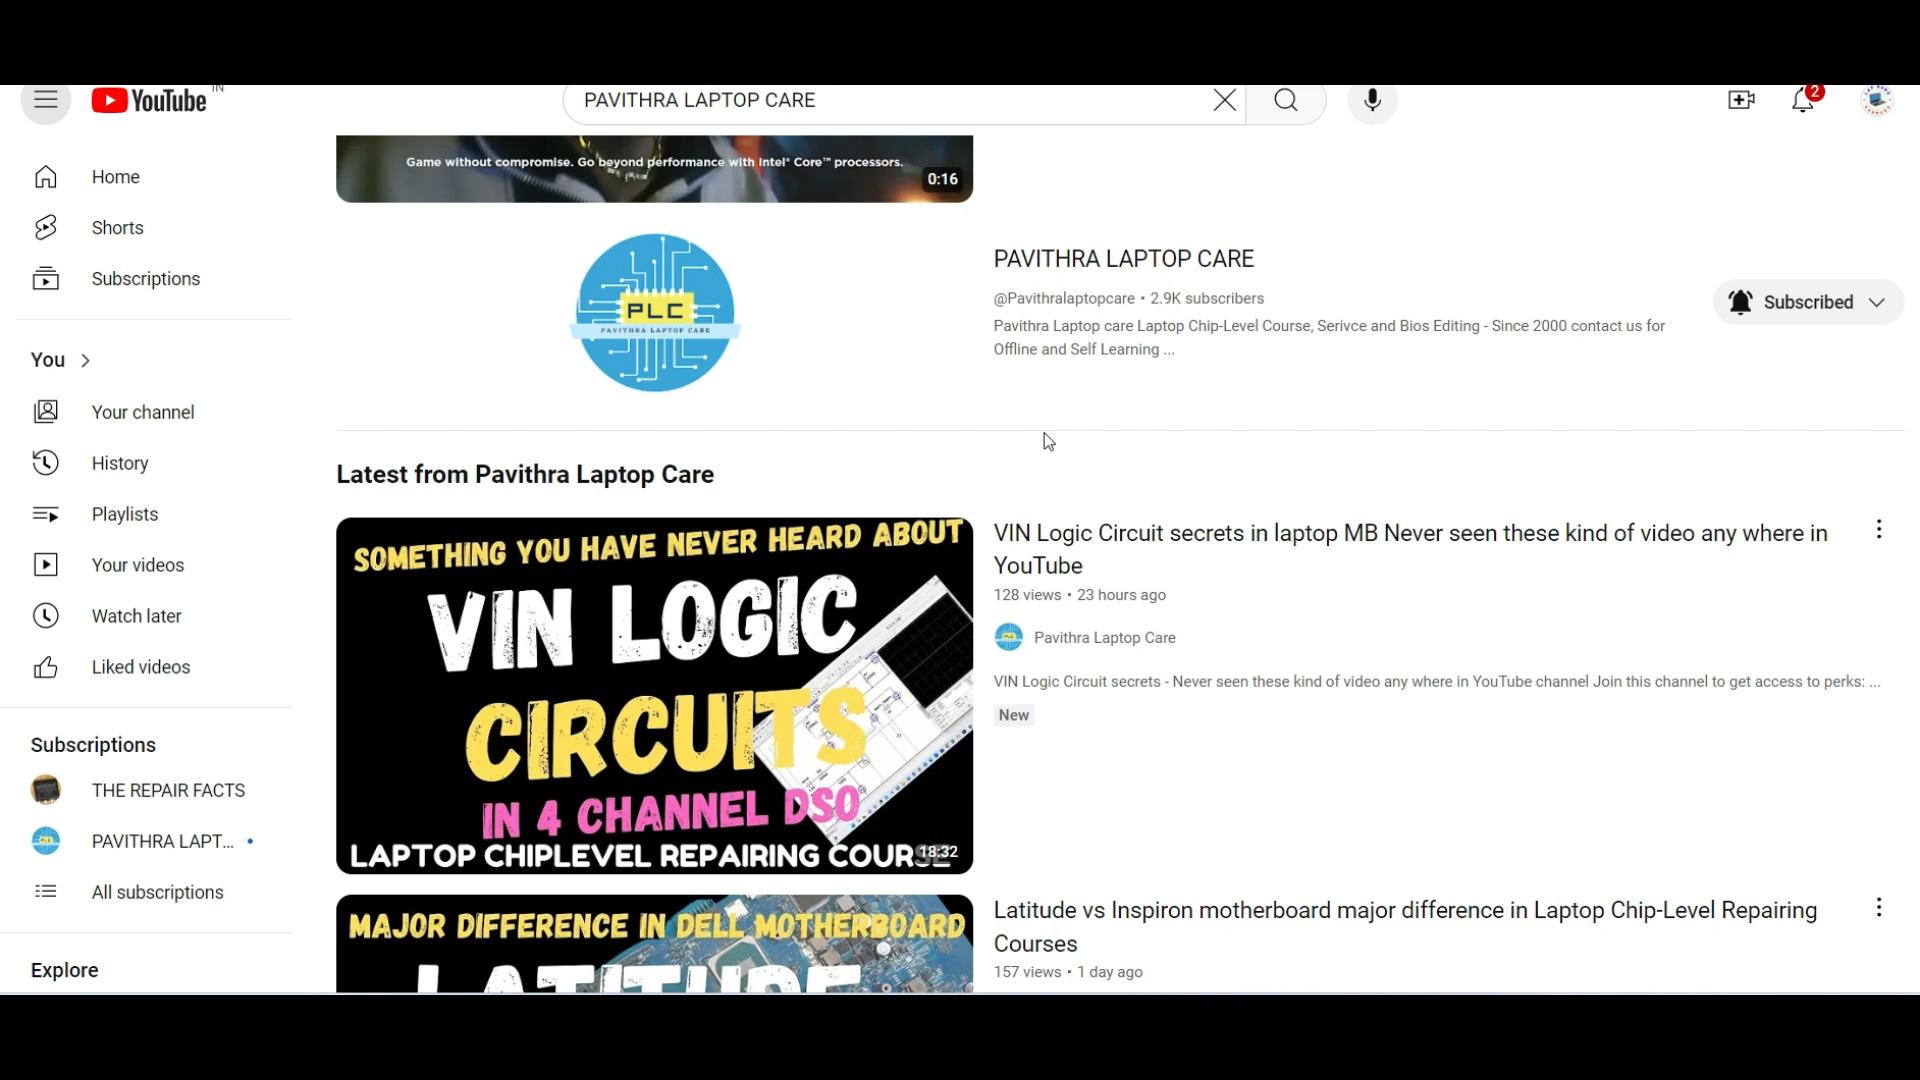 YouTube
IN
PAVITHRA LAPTOP CARE
2
Home
Shorts
Subscriptions
You
Your channel
History
Playlists
Your videos
Watch later
Liked videos
Subscriptions
THE REPAIR FACTS
PAVITHRA LAPT...
All subscriptions
Explore
Game without compromise. Go beyond performance with Intel® Core™ processors.
0:16
PLC
PAVITHRA LAPTOP CARE
PAVITHRA LAPTOP CARE
@Pavithralaptopcare • 2.9K subscribers
Pavithra Laptop care Laptop Chip-Level Course, Serivce and Bios Editing - Since 2000 contact us for
Offline and Self Learning ...
Subscribed
Latest from Pavithra Laptop Care
SOMETHING YOU HAVE NEVER HEARD ABOUT
VIN LOGIC
CIRCUITS
IN 4 CHANNEL DSO
LAPTOP CHIPLEVEL REPAIRING COURSE
18:32
VIN Logic Circuit secrets in laptop MB Never seen these kind of video any where in
YouTube
128 views • 23 hours ago
Pavithra Laptop Care
VIN Logic Circuit secrets - Never seen these kind of video any where in YouTube channel Join this channel to get access to perks: ...
New
MAJOR DIFFERENCE IN DELL MOTHERBOARD
LATITUDE
Latitude vs Inspiron motherboard major difference in Laptop Chip-Level Repairing
Courses
157 views • 1 day ago